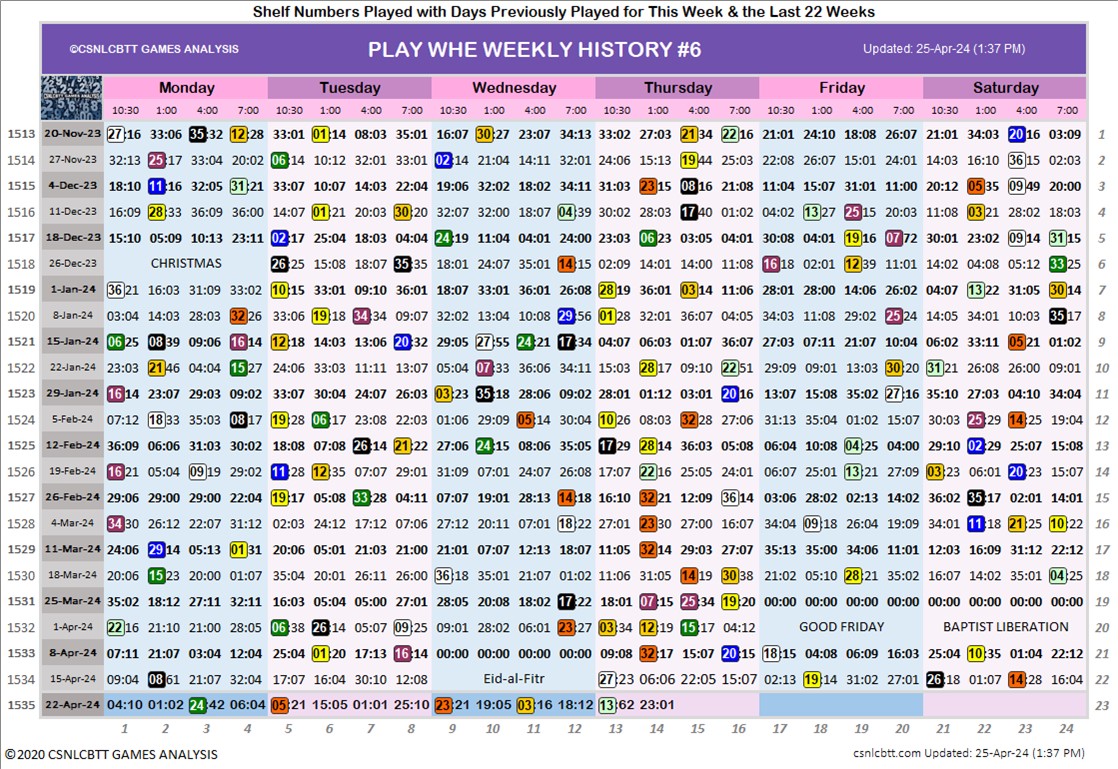 Shelf Numbers Played with Days Previously Played for This Week & the Last 22 Weeks
©CSNLCBTT GAMES ANALYSIS PLAY WHE WEEKLY HISTORY #6 Updated: 25-Apr-24 (1:37 PM)
Monday Tuesday Wednesday Thursday Friday Saturday
10:30 1:00 4:00 7:00 10:30 1:00 4:00 7:00 10:30 1:00 4:00 7:00 10:30 1:00 4:00 7:00 10:30 1:00 4:00 7:00 10:30 1:00 4:00 7:00
1513 20-Nov-23 27:16 33:06 35:32 12:28 33:01 01:14 08:03 35:01 16:07 30:27 23:07 34:13 33:02 27:03 21:34 22:16 21:01 24:10 18:08 26:07 21:01 34:03 20:16 03:09 1
1514 27-Nov-23 32:13 25:17 33:04 20:02 06:14 10:12 32:01 33:01 02:14 21:04 14:11 32:01 24:06 15:13 19:44 25:03 22:08 26:07 15:01 24:01 14:03 16:10 36:15 02:03 2
1515 4-Dec-23 18:10 11:16 32:05 31:21 33:07 10:07 14:03 22:04 19:06 32:02 18:02 34:11 31:03 23:15 08:16 21:08 11:04 15:07 31:01 11:00 20:12 05:35 09:49 20:00 3
1516 11-Dec-23 16:09 28:33 36:09 36:00 14:07 01:21 20:03 30:20 32:07 32:00 18:07 04:39 30:02 28:03 17:40 01:02 04:02 13:27 25:15 20:03 11:08 03:21 28:02 18:03 4
1517 18-Dec-23 15:10 05:09 10:13 23:11 02:17 25:04 18:03 04:04 24:19 11:04 04:01 24:00 23:03 06:23 03:05 04:01 30:08 04:01 19:16 07:72 30:01 23:02 09:14 31:15 5
1518 26-Dec-23 CHRISTMAS 26:25 15:08 18:07 35:35 18:01 24:07 35:01 14:15 02:09 14:01 14:00 11:08 16:18 02:01 12:39 11:01 14:02 04:08 05:12 33:25 6
1519 1-Jan-24 36:21 16:03 31:09 33:02 10:15 33:01 09:10 36:01 18:07 33:01 36:01 26:08 28:19 36:01 03:14 11:06 28:01 28:00 14:06 26:02 04:07 13:22 31:05 30:14 7
1520 8-Jan-24 03:04 14:03 28:03 32:26 33:06 19:18 34:34 09:07 32:02 13:04 10:08 29:56 01:28 32:01 36:07 04:05 34:03 11:08 29:02 25:24 14:05 34:01 10:03 35:17 8
1521 15-Jan-24 06:25 08:39 09:06 16:14 12:18 14:03 13:06 20:32 29:05 27:55 24:21 17:34 04:07 06:03 01:07 36:07 27:03 07:11 21:07 10:04 06:02 33:11 05:21 01:02 9
1522 22-Jan-24 23:03 21:46 04:04 15:27 24:06 33:03 11:11 13:07 05:04 07:33 36:06 34:11 15:03 28:17 09:10 22:51 29:09 09:01 13:03 30:20 31:21 26:08 26:00 09:01 10
1523 29-Jan-24 16:14 23:07 29:03 09:02 33:07 30:04 24:07 26:03 03:23 35:18 28:06 09:02 28:01 01:12 03:01 20:16 13:07 15:08 35:02 27:16 35:10 27:03 04:10 34:04 11
1524 5-Feb-24 07:12 18:33 35:03 08:17 19:28 06:17 23:08 22:03 01:06 29:09 05:14 30:04 10:26 08:03 32:28 27:06 31:13 35:04 01:02 15:07 30:03 25:29 14:25 19:04 12
1525 12-Feb-24 36:09 06:06 31:03 30:02 18:08 07:08 26:14 21:22 27:06 24:15 08:06 35:05 17:29 28:14 36:03 05:08 06:04 10:08 04:25 04:00 29:10 02:29 25:07 15:08 13
1526 19-Feb-24 16:21 05:04 09:19 29:02 11:28 12:35 07:07 29:01 31:09 07:01 24:07 26:08 17:07 22:16 25:05 24:01 06:07 02:01 13:21 27:09 03:23 06:01 20:23 14:07 14
1527 26-Feb-24 29:06 29:00 29:00 22:04 19:17 05:08 33:28 04:11 07:07 19:01 28:13 14:18 16:10 32:21 12:09 36:14 03:06 28:02 02:13 14:02 36:02 35:17 02:01 14:01 15
1528 4-Mar-24 34:30 26:12 22:07 31:12 02:03 24:12 17:12 07:06 27:12 20:11 07:01 18:22 27:01 23:30 27:00 16:07 34:04 09:18 26:04 19:09 34:01 11:18 21:25 10:22 16
1529 11-Mar-24 24:06 29:14 05:13 01:31 20:06 05:01 21:03 21:00 21:01 07:07 12:13 18:07 11:05 32:14 29:03 27:07 35:11 35:00 34:06 11:01 12:03 16:09 31:12 22:12 17
1530 18-Mar-24 20:06 15:23 20:00 01:07 35:04 20:01 26:11 26:00 36:18 35:01 21:07 01:02 11:06 31:05 14:19 30:38 21:02 05:10 28:21 05:02 16:07 14:02 35:01 04:25 18
1531 25-Mar-24 35:02 18:12 27:11 32:11 16:03 05:04 05:00 27:01 28:05 20:08 18:02 17:22 18:01 07:15 25:34 19:20 00:00 00:00 00:00 00:00 00:00 00:00 00:00 00:00 19
1532 1-Apr-24 22:16 21:10 21:00 28:05 06:38 26:14 05:07 09:25 09:01 28:02 06:01 23:27 03:34 12:19 15:17 04:12 GOOD FRIDAY BAPTIST LIBERATION 20
1533 8-Apr-24 07:11 21:07 03:04 12:04 25:04 01:20 17:13 16:14 00:00 00:00 00:00 00:00 09:08 32:17 15:07 20:15 18:15 04:08 06:09 16:03 25:04 10:35 01:04 22:12 21
1534 15-Apr-24 09:04 08:61 21:07 32:07 17:07 16:04 30:10 12:08 Eid-al-Fitr 27:23 06:06 22:05 15:07 02:13 19:14 31:02 27:01 26:18 01:07 14:28 16:04 22
1535 22-Apr-24 04:10 01:02 24:42 06:04 05:21 15:05 01:01 25:10 23:21 19:05 03:16 18:12 13:62 23:01 23
1 2 3 4 5 6 7 8 9 10 11 12 13 14 15 16 17 18 19 20 21 22 23 24
©2020 CSNLCBTT GAMES ANALYSIS csnlcbtt.com Updated: 25-Apr-24 (1:37 PM)